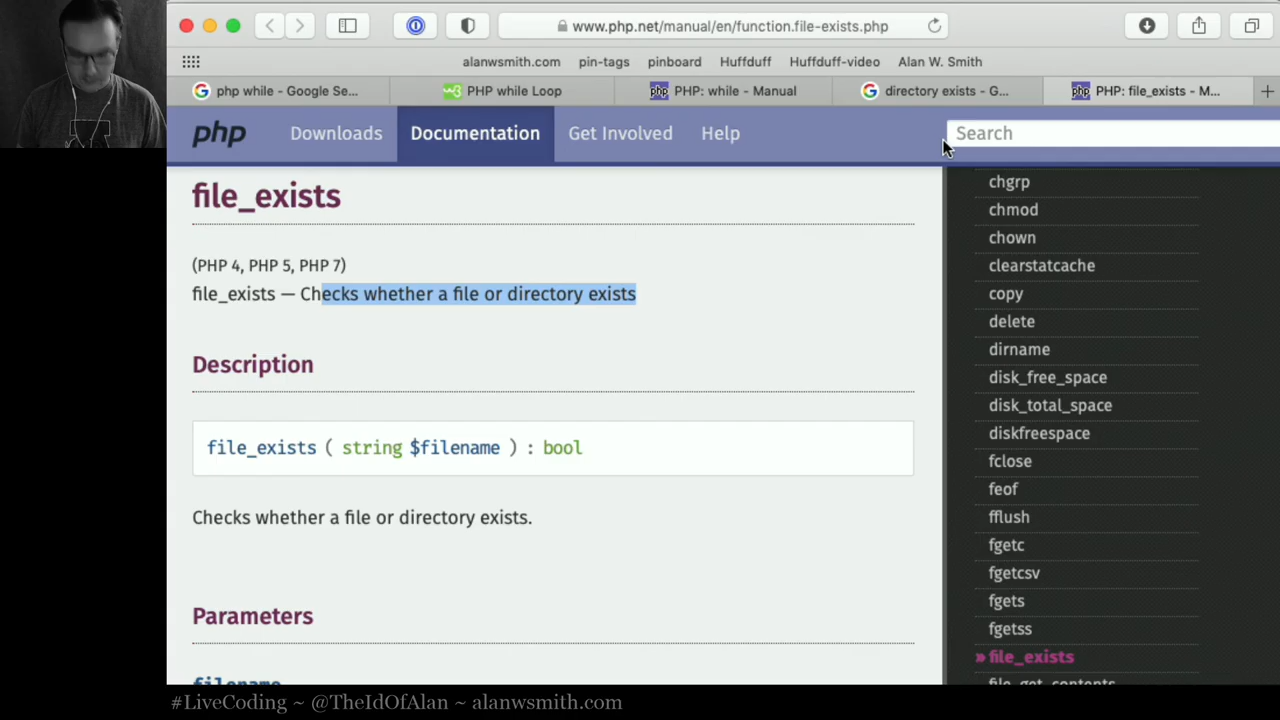 www.php.net/manual/en/function.file-exists.php
alanwsmith.com pin-tags pinboard Huffduff Huffduff-video Alan W. Smith
php while - Google Se... PHP while Loop PHP: while - Manual directory exists - G... PHP: file_exists - M...
php Downloads Documentation Get Involved Help Search
file_exists
(PHP 4, PHP 5, PHP 7)
file_exists — Checks whether a file or directory exists
Description
file_exists ( string $filename ) : bool
Checks whether a file or directory exists.
Parameters
filename
chgrp
chmod
chown
clearstatcache
copy
delete
dirname
disk_free_space
disk_total_space
diskfreespace
fclose
feof
fflush
fgetc
fgetcsv
fgets
fgetss
» file_exists
file_get_contents
#LiveCoding ~ @TheIdOfAlan ~ alanwsmith.com